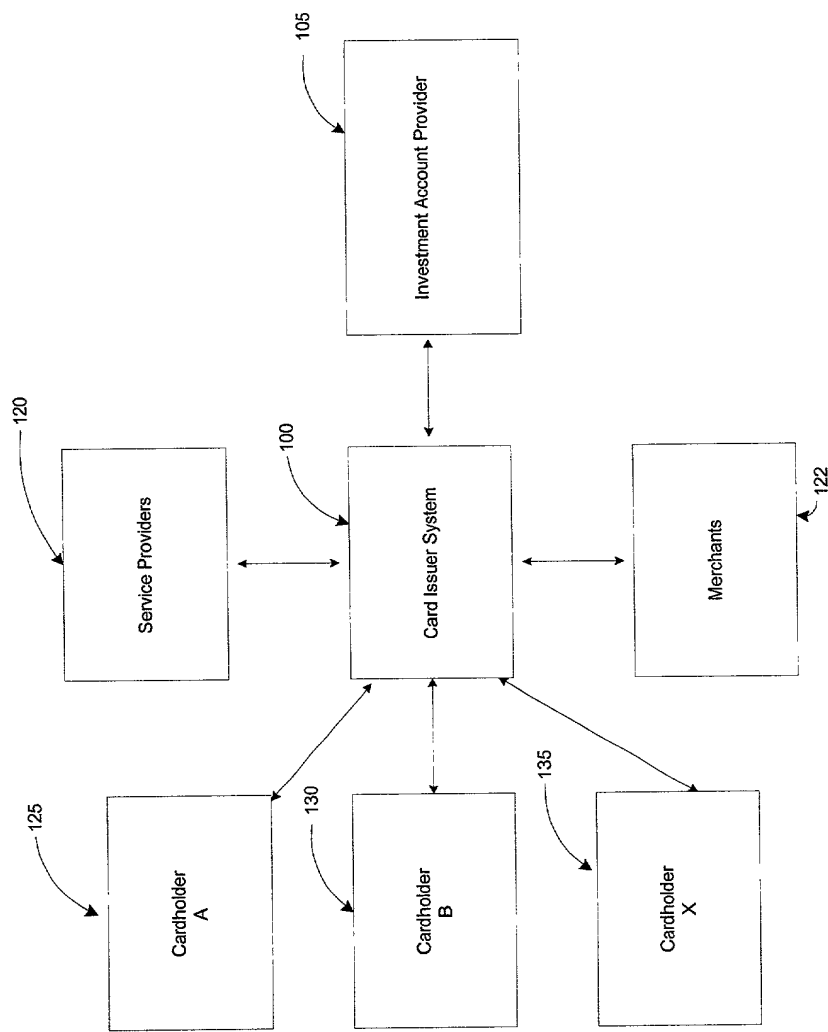 120
Service Providers
125
Cardholder
A
100
Card Issuer System
105
Investment Account Provider
130
Cardholder
B
135
Cardholder
X
Merchants
122